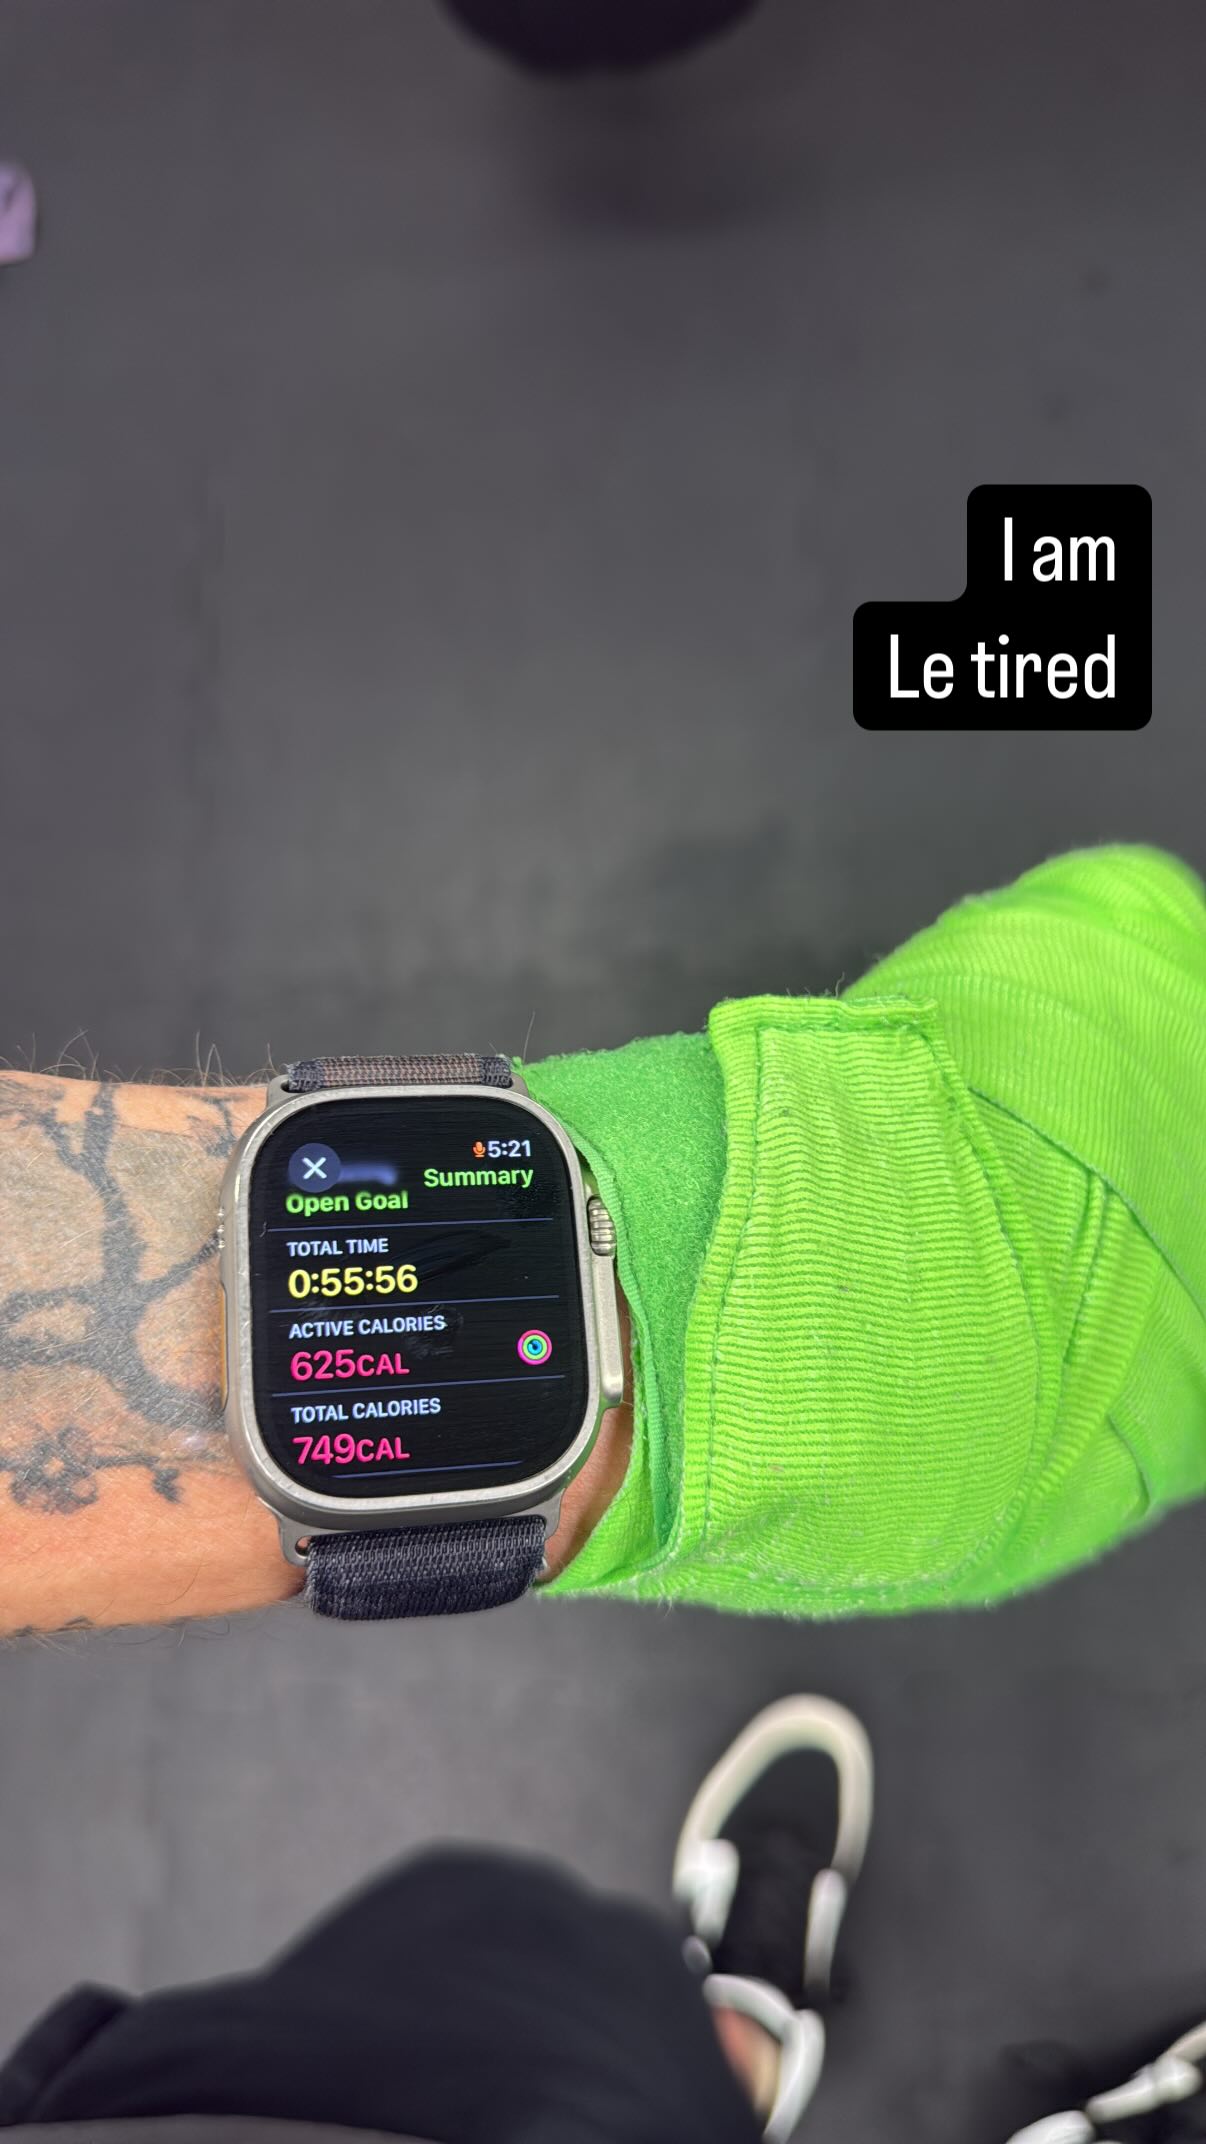 I am
Le tired
5:21
Summary
Open Goal
TOTAL TIME
0:55:56
ACTIVE CALORIES
625CAL
TOTAL CALORIES
749CAL